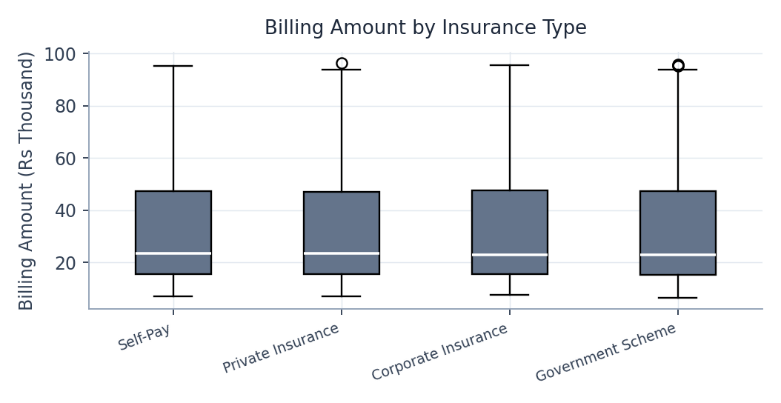 Billing Amount by Insurance Type
Billing Amount (Rs Thousand)
100
80
60
40
20
Self-Pay
Private Insurance
Corporate Insurance
Government Scheme